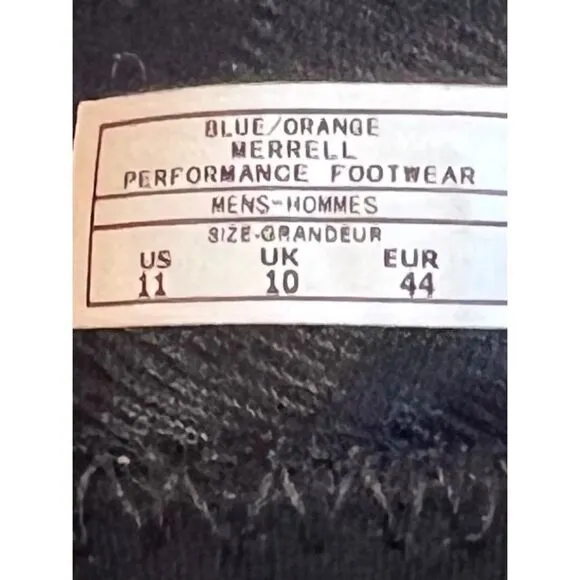 BLUE/ORANGE
MERRELL
PERFORMANCE FOOTWEAR
MENS-HOMMES
SIZE-GRANDEUR
US UK EUR
11 10 44